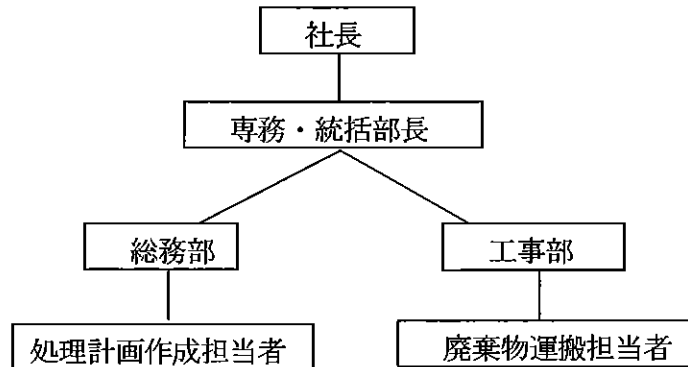 社長
専務・統括部長
総務部
工事部
処理計画作成担当者
廃棄物運搬担当者